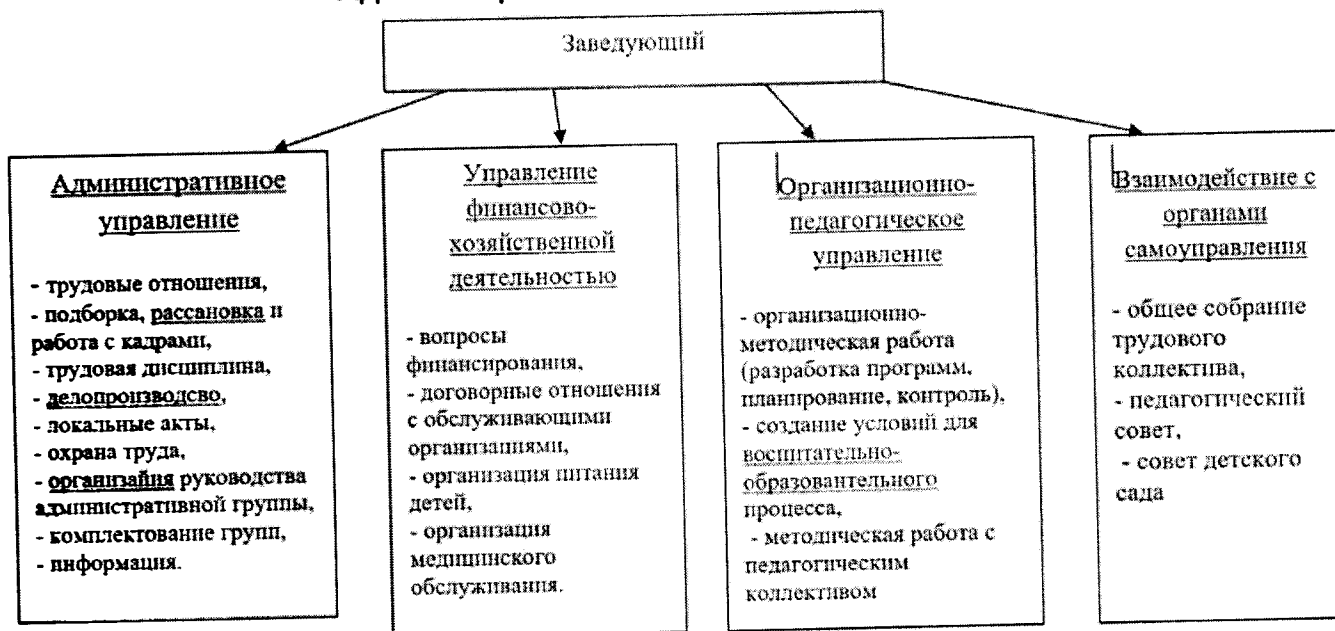 Заведующий
Административное
управление
- трудовые отношения,
- подборка, рассановка и
работа с кадрами,
- трудовая дисциплина,
- делопроизводсво,
- локальные акты,
- охрана труда,
- организайия руководства
административной группы,
- комплектование групп,
- информация.
Управление
финансово-
хозяйственной
деятельностью
- вопросы
финансирования,
- договорные отношения
с обслуживающими
организациями,
- организация питания
детей,
- организация
медицинского
обслуживания.
Организационно-
педагогическое
управление
- организационно-
методическая работа
(разработка программ,
планирование, контроль),
- создание условий для
воспитательно-
образовантельного
процесса,
- методическая работа с
педагогическим
коллективом
Взаимодействие с
органами
самоуправления
- общее собрание
трудового
коллектива,
- педагогический
совет,
- совет детского
сада